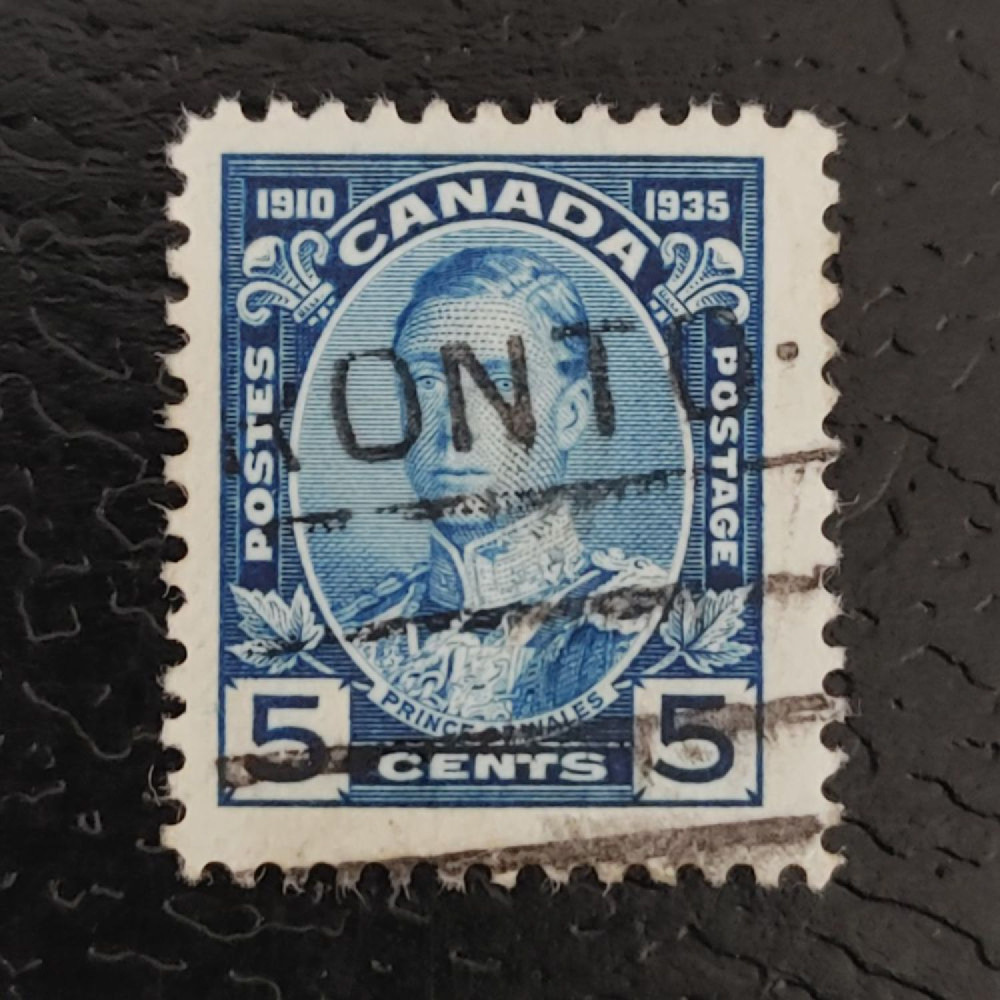 1910 CANADA 1935
POSTES
POSTAGE
ONT
PRINCE OF WALES
5 CENTS 5